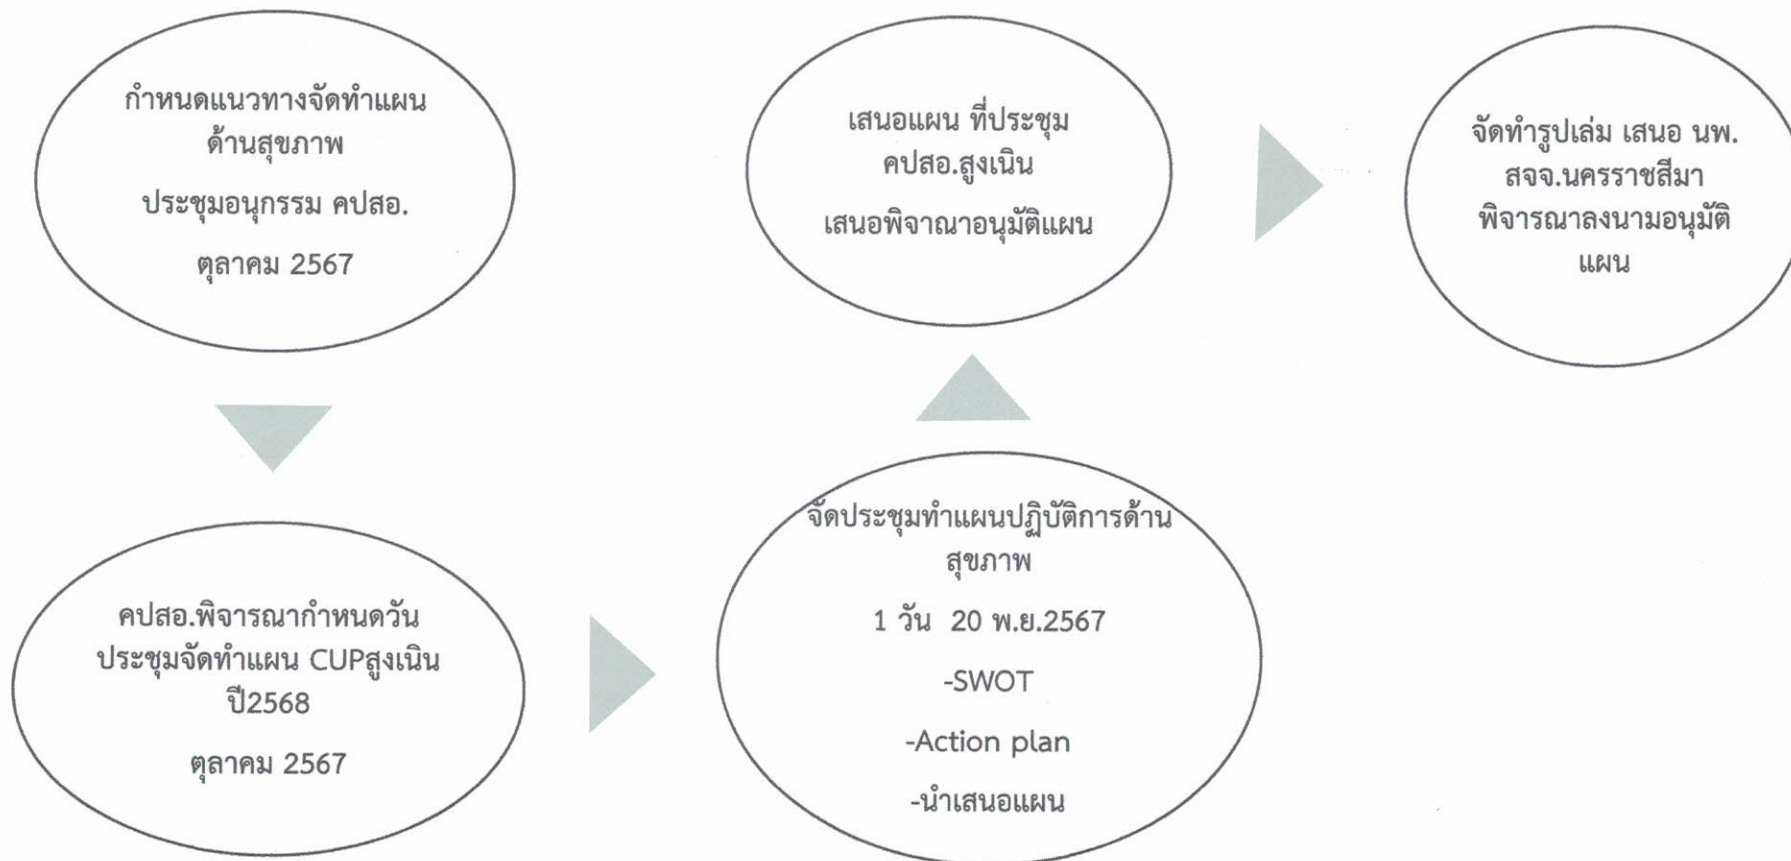 กำหนดแนวทางจัดทำแผน
ด้านสุขภาพ
ประชุมอนุกรรม คปสอ.
ตุลาคม 2567
คปสอ.พิจารณากำหนดวัน
ประชุมจัดทำแผน CUPสูงเนิน
ปี2568
ตุลาคม 2567
จัดประชุมทำแผนปฏิบัติการด้าน
สุขภาพ
1 วัน 20 พ.ย.2567
-SWOT
-Action plan
-นำเสนอแผน
เสนอแผน ที่ประชุม
คปสอ.สูงเนิน
เสนอพิจาณาอนุมัติแผน
จัดทำรูปเล่ม เสนอ นพ.
สจจ.นครราชสีมา
พิจารณาลงนามอนุมัติ
แผน